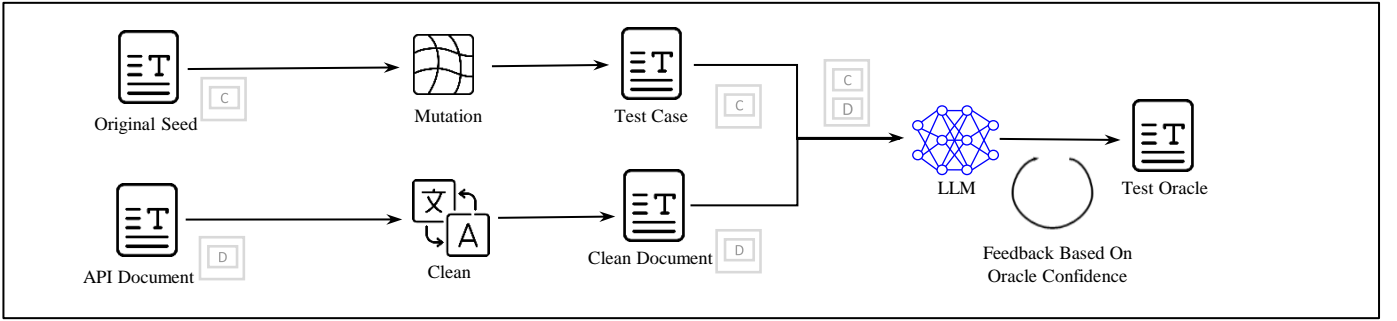 C
Original Seed
Mutation
Test Case
C
C
D
LLM
Test Oracle
文
A
D
API Document
Clean
Clean Document
D
Feedback Based On
Oracle Confidence
T
T
T
T
T